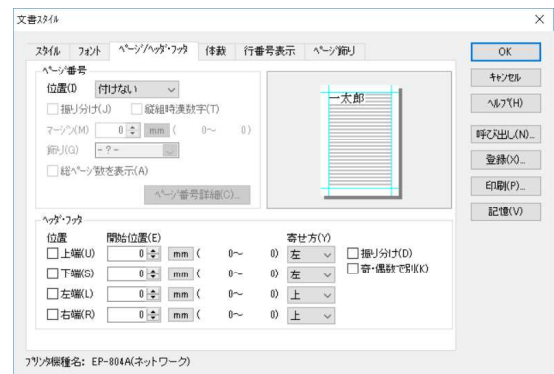 文書スタイル
スタイル フォント ページ/ヘッダ・フッタ 体裁 行番号表示 ページ飾り
ページ番号
位置(I) 付けない
振り分け(J) 縦組時漢数字(T)
マージン(M) 0 mm ( 0～ 0)
飾り(G) -?-
総ページ数を表示(A)
ページ番号詳細(C)...
一太郎
ヘッダ・フッタ
位置 開始位置(E) 寄せ方(Y)
上端(U) 0 mm ( 0～ 0) 左 振り分け(D)
下端(S) 0 mm ( 0～ 0) 左 奇・偶数で別(K)
左端(L) 0 mm ( 0～ 0) 上
右端(R) 0 mm ( 0～ 0) 上
OK
キャンセル
ヘルプ(H)
呼び出し(N)...
登録(X)...
印刷(P)...
記憶(V)
プリンタ機種名: EP-804A(ネットワーク)